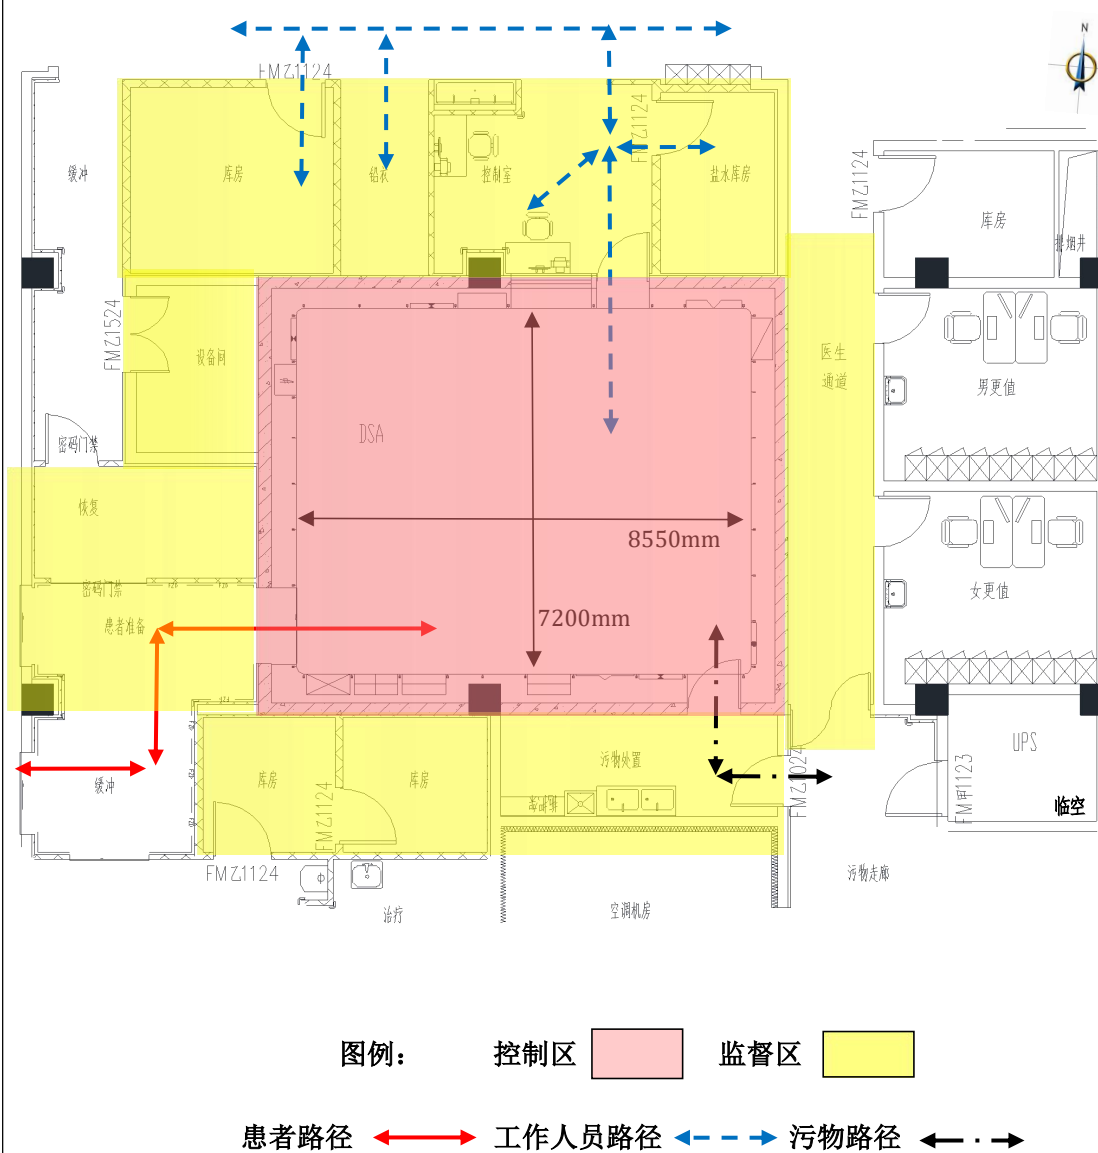 N
FMZ1124
缓冲
库房
铅衣
控制室
FMZ1124
盐水库房
FMZ1124
库房
排烟井
FMZ1524
设备间
医生
通道
男更值
密码门禁
DSA
恢复
8550mm
密码门禁
患者准备
7200mm
女更值
缓冲
库房
FMZ1124
库房
污物处置
FMZ1024
UPS
FM甲1123
临空
FMZ1124
治疗
空调机房
污物走廊
图例：
控制区
监督区
患者路径
工作人员路径
污物路径